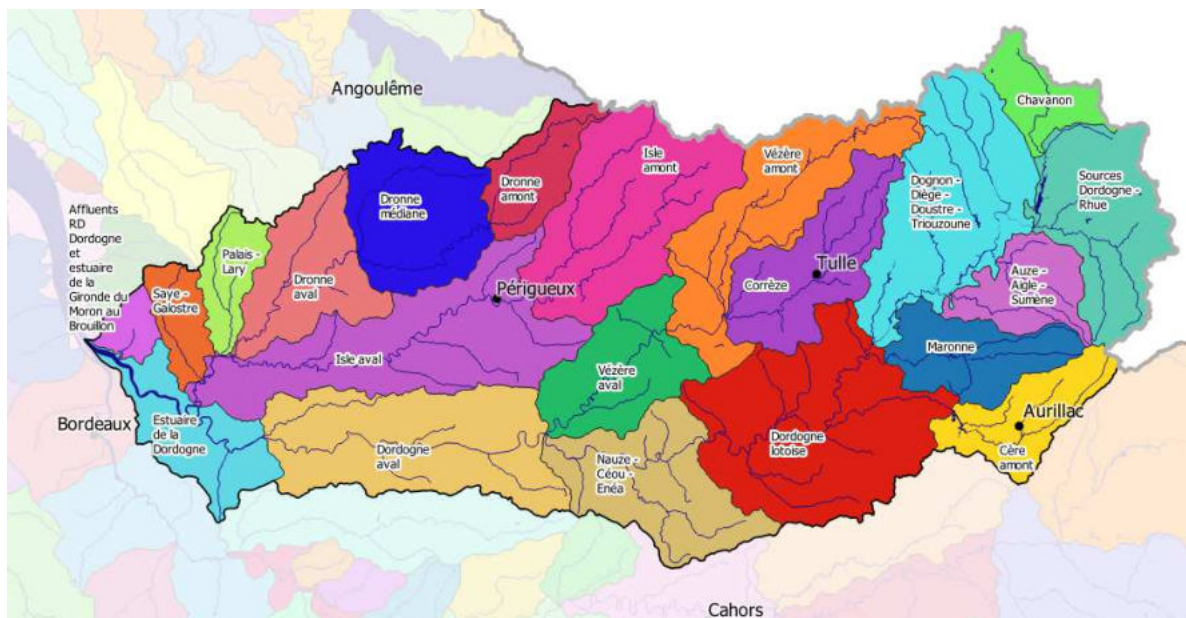 Angoulême
Chavanon
Isle
amont
Vézère
amont
Dronne
amont
Dronne
médiane
Dognon -
Diège -
Doustre -
Triouzoune
Sources
Dordogne -
Rhue
Affluents
RD
Dordogne
et
estuaire
de la
Gironde du
Moron au
Brouillon
Palais -
Lary
Saye -
Galostre
Dronne
aval
Périgueux
Tulle
Corrèze
Auze -
Aigle -
Sumène
Isle aval
Vézère
aval
Maronne
Bordeaux
Estuaire
de la
Dordogne
Dordogne
aval
Nauze -
Céou -
Enéa
Dordogne
lotoise
Aurillac
Cère
amont
Cahors